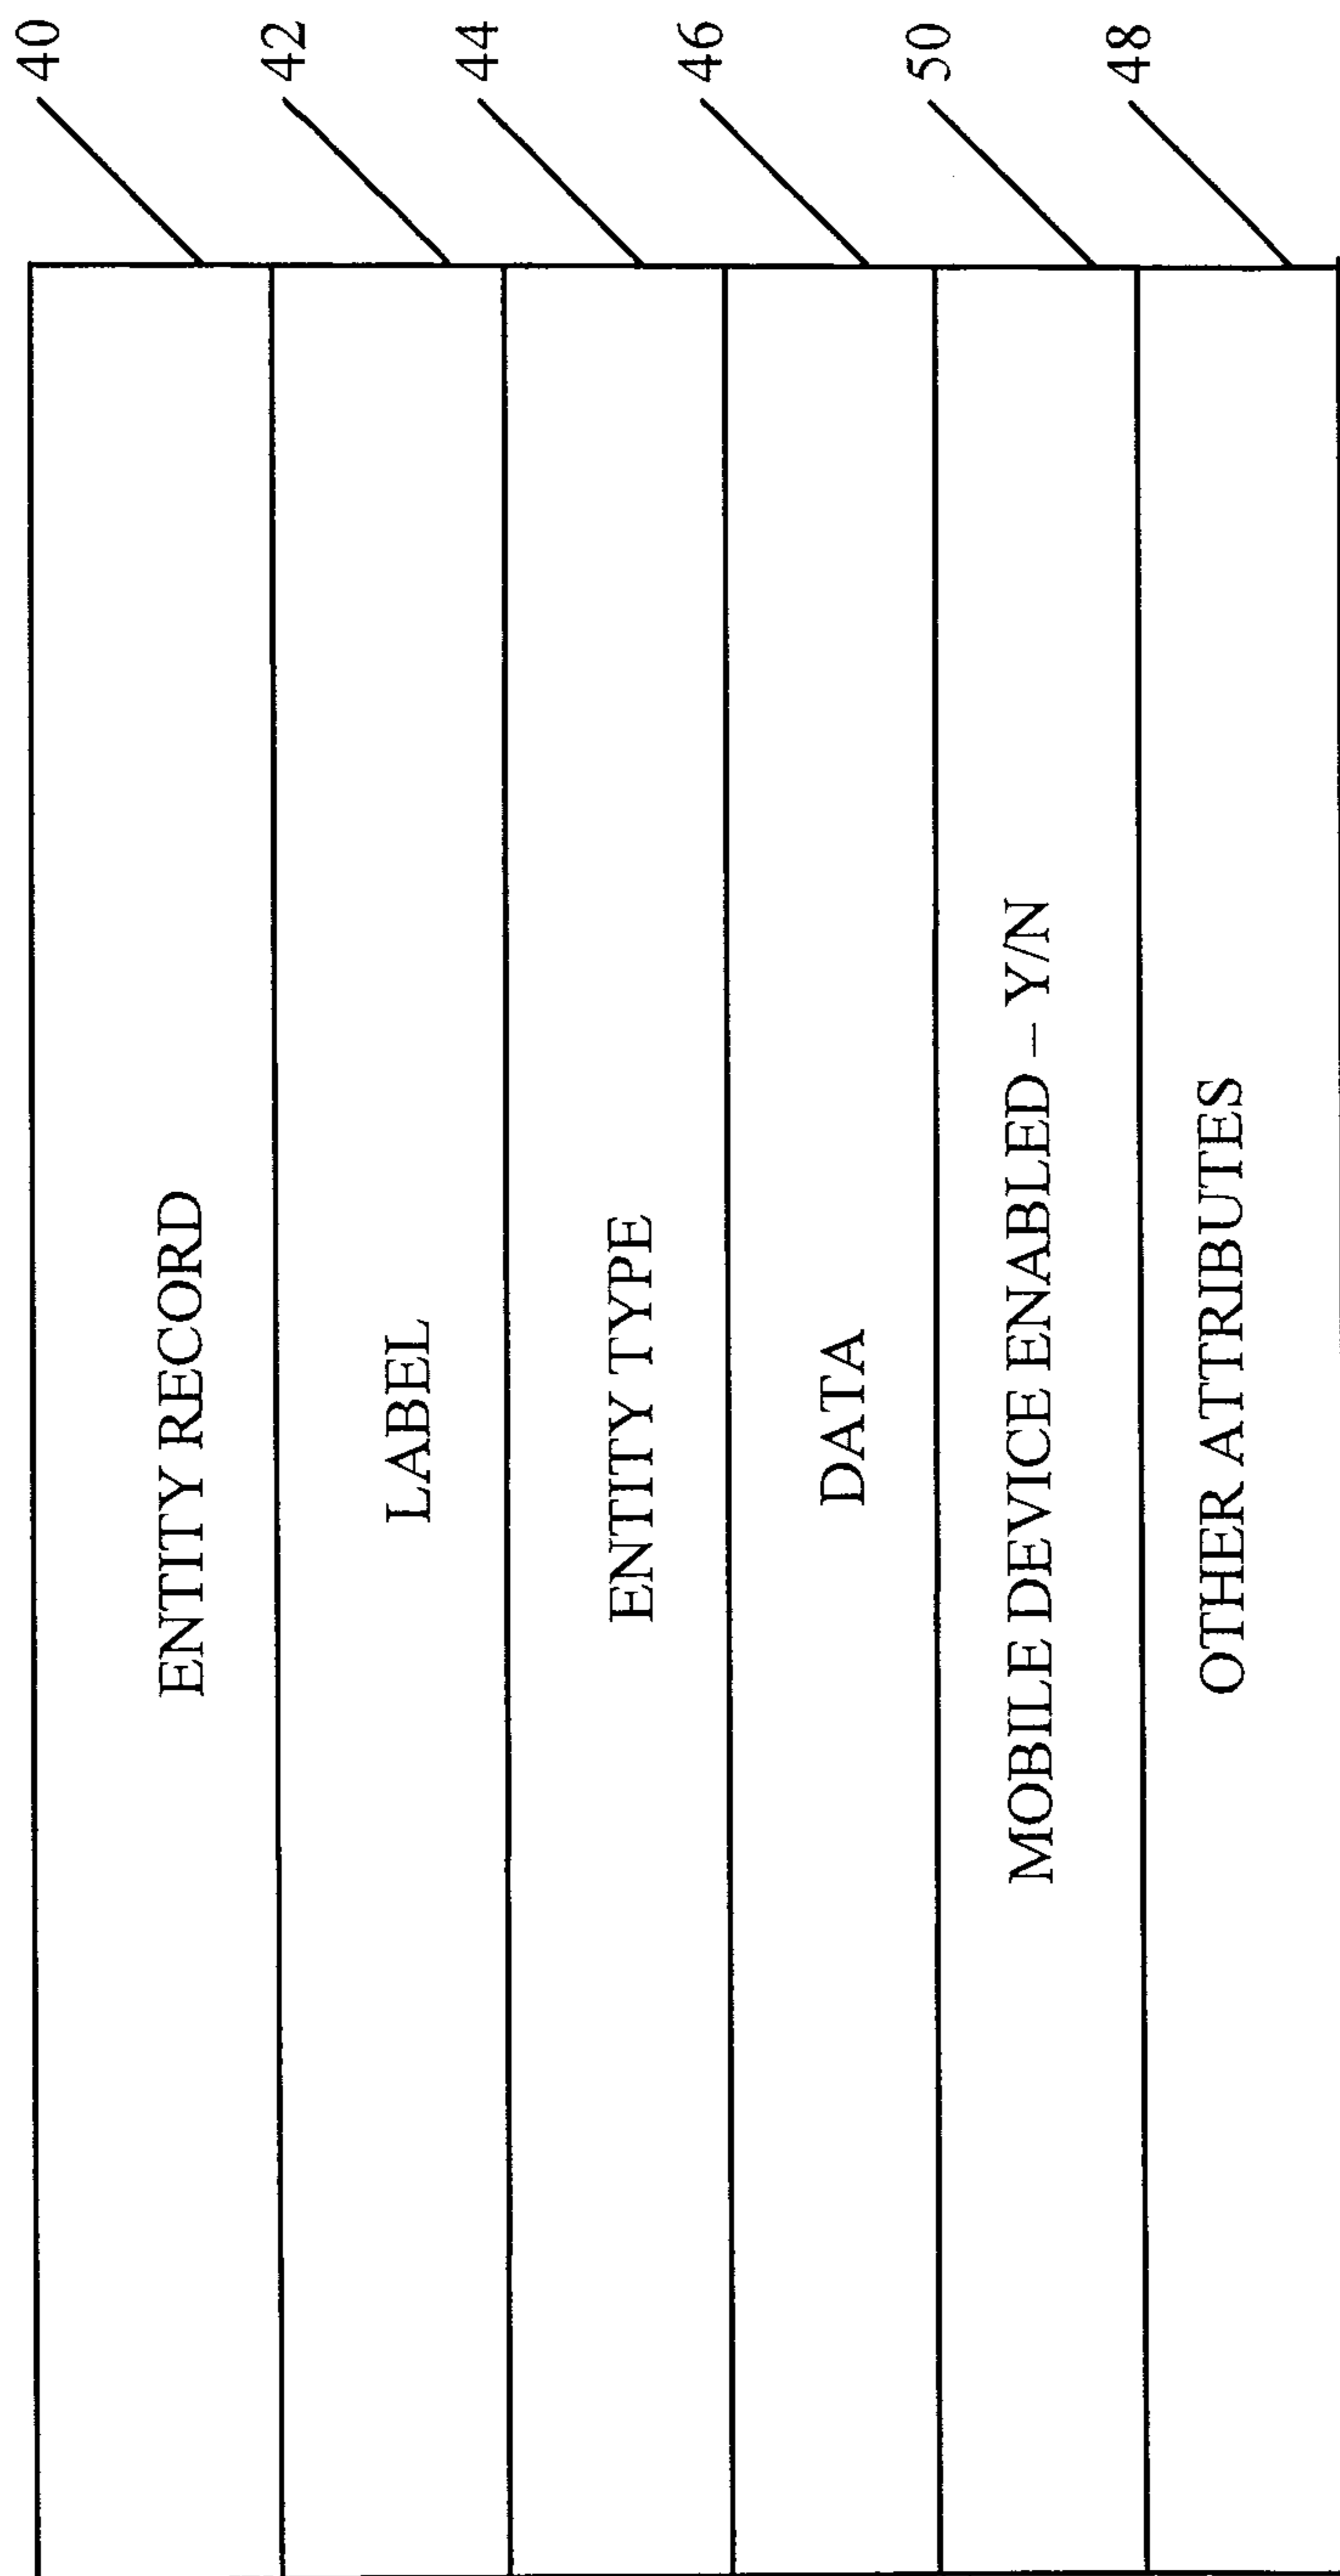 ENTITY RECORD 40
LABEL 42
ENTITY TYPE 44
DATA 46
MOBILE DEVICE ENABLED – Y/N 50
OTHER ATTRIBUTES 48